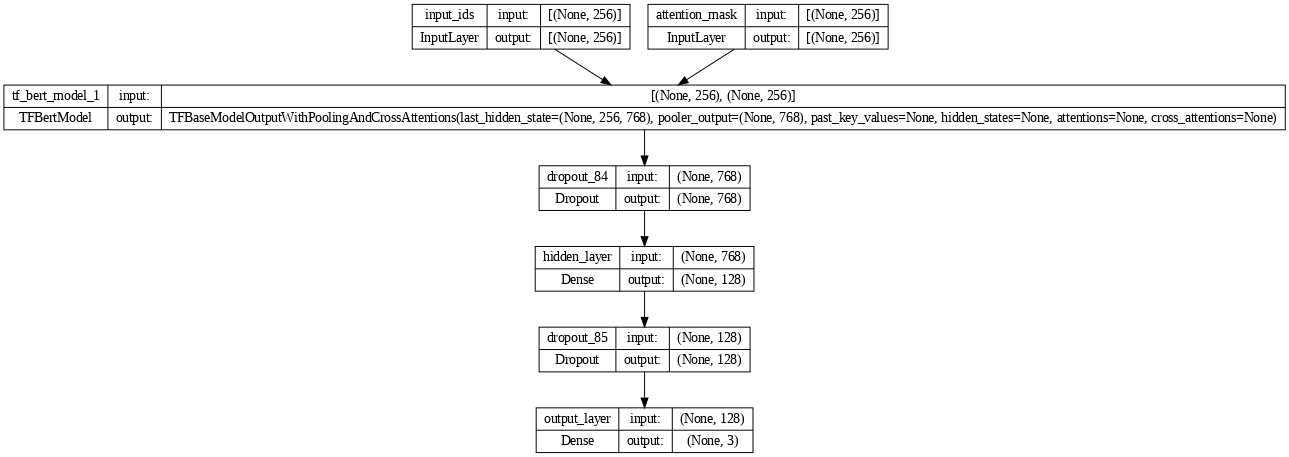 input_ids input: [(None, 256)] attention_mask input: [(None, 256)]
InputLayer output: [(None, 256)] InputLayer output: [(None, 256)]
tf_bert_model_1 input: [(None, 256), (None, 256)]
TFBertModel output: TFBaseModelOutputWithPoolingAndCrossAttentions(last_hidden_state=(None, 256, 768), pooler_output=(None, 768), past_key_values=None, hidden_states=None, attentions=None, cross_attentions=None)
dropout_84 input: (None, 768)
Dropout output: (None, 768)
hidden_layer input: (None, 768)
Dense output: (None, 128)
dropout_85 input: (None, 128)
Dropout output: (None, 128)
output_layer input: (None, 128)
Dense output: (None, 3)